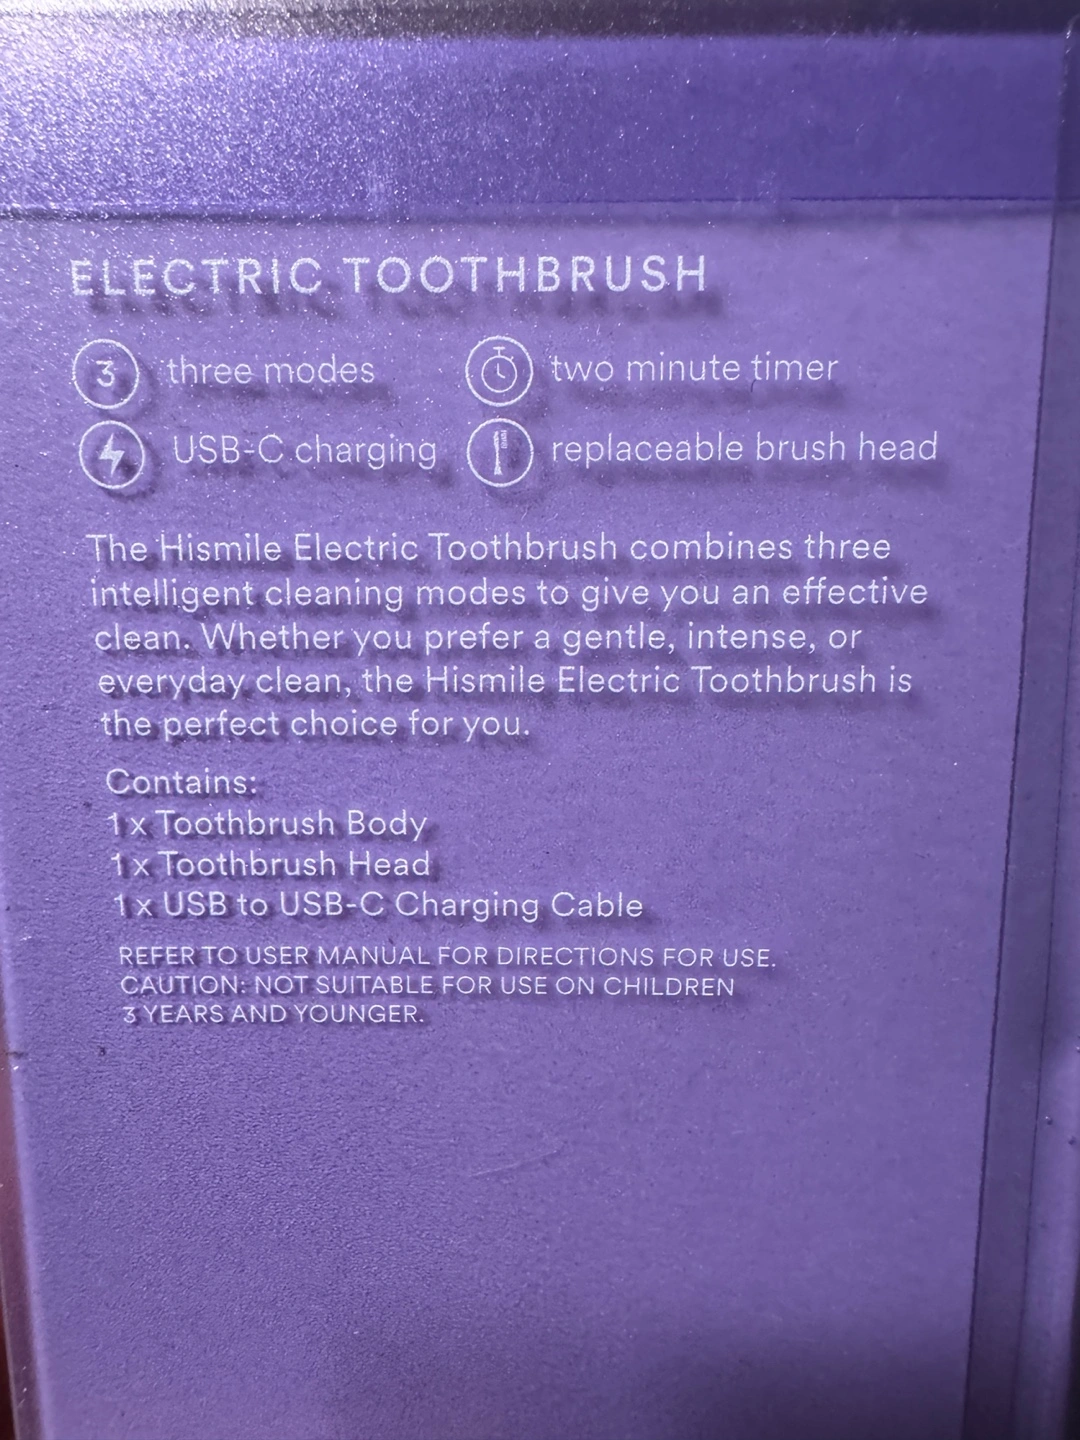 ELECTRIC TOOTHBRUSH
3 three modes
two minute timer
USB-C charging
replaceable brush head
The Hismile Electric Toothbrush combines three
intelligent cleaning modes to give you an effective
clean. Whether you prefer a gentle, intense, or
everyday clean, the Hismile Electric Toothbrush is
the perfect choice for you.
Contains:
1 x Toothbrush Body
1 x Toothbrush Head
1 x USB to USB-C Charging Cable
REFER TO USER MANUAL FOR DIRECTIONS FOR USE.
CAUTION: NOT SUITABLE FOR USE ON CHILDREN
3 YEARS AND YOUNGER.